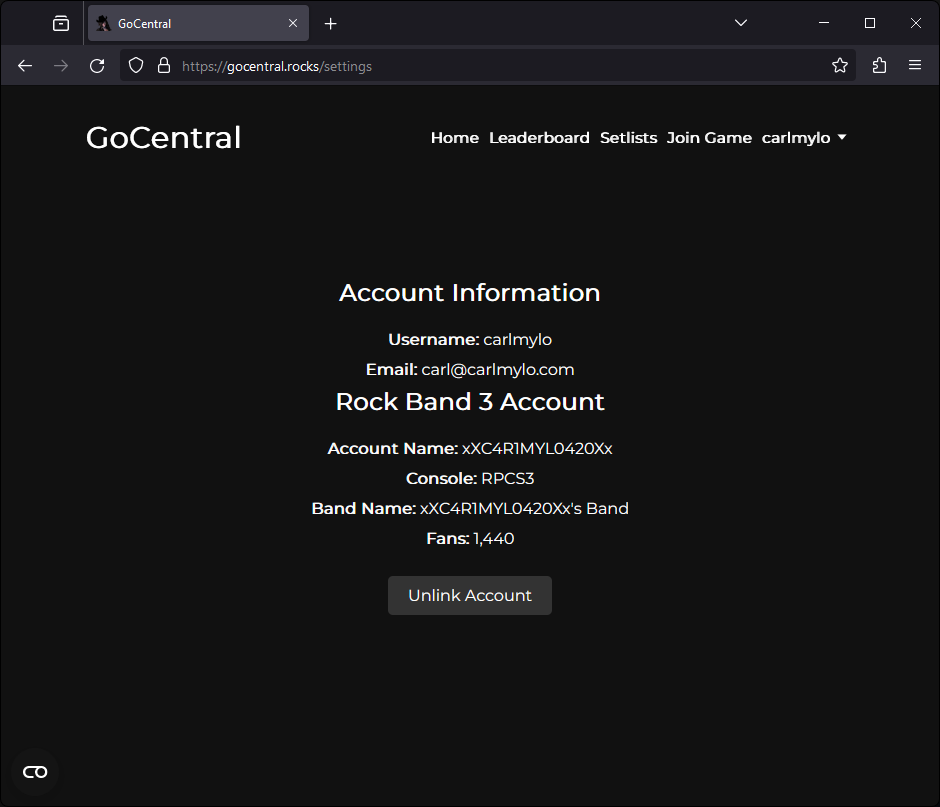 GoCentral
https://gocentral.rocks/settings
GoCentral
Home Leaderboard Setlists Join Game carlmylo
Account Information
Username: carlmylo
Email: carl@carlmylo.com
Rock Band 3 Account
Account Name: xXC4R1MYL0420Xx
Console: RPCS3
Band Name: xXC4R1MYL0420Xx's Band
Fans: 1,440
Unlink Account